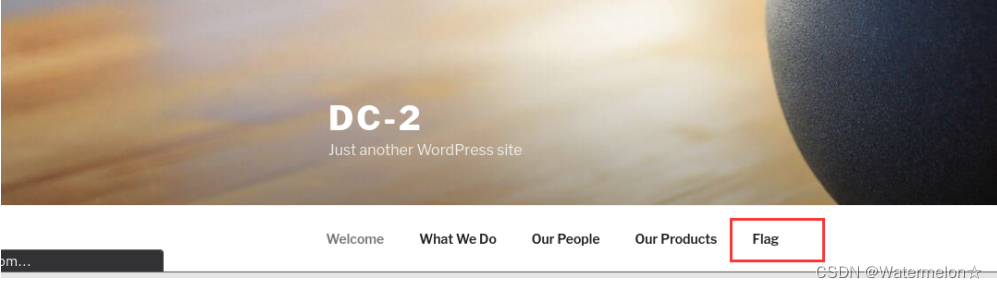 DC-2
Just another WordPress site
Welcome What We Do Our People Our Products Flag
om...
CSDN @Watermelon☆